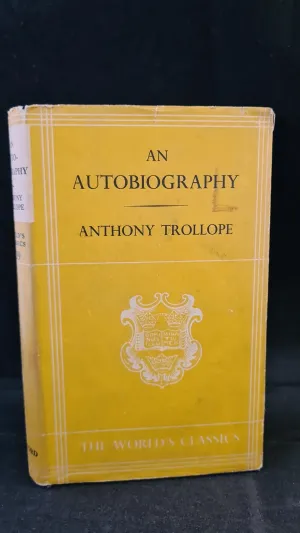 AN
AUTOBIOGRAPHY
ANTHONY TROLLOPE
THE WORLD'S CLASSICS